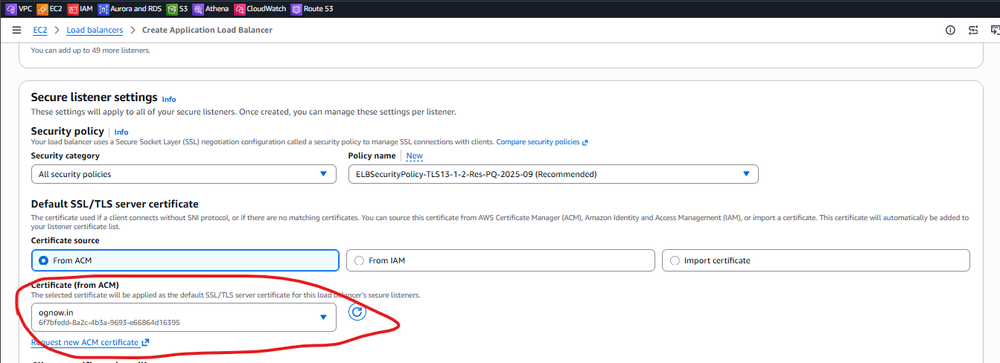 VPC EC2 IAM Aurora and RDS S3 Athena CloudWatch Route 53
EC2 > Load balancers > Create Application Load Balancer
You can add up to 49 more listeners.
Secure listener settings Info
These settings will apply to all of your secure listeners. Once created, you can manage these settings per listener.
Security policy Info
Your load balancer uses a Secure Socket Layer (SSL) negotiation configuration called a security policy to manage SSL connections with clients. Compare security policies
Security category Policy name New
All security policies ELBSecurityPolicy-TLS13-1-2-Res-PQ-2025-09 (Recommended)
Default SSL/TLS server certificate
The certificate used if a client connects without SNI protocol, or if there are no matching certificates. You can source this certificate from AWS Certificate Manager (ACM), Amazon Identity and Access Management (IAM), or import a certificate. This certificate will automatically be added to
your listener certificate list.
Certificate source
From ACM From IAM Import certificate
Certificate (from ACM)
The selected certificate will be applied as the default SSL/TLS server certificate for this load balancer's secure listeners.
ognow.in
6f7bfedd-8a2c-4b3a-9693-e66864d16395
Request new ACM certificate